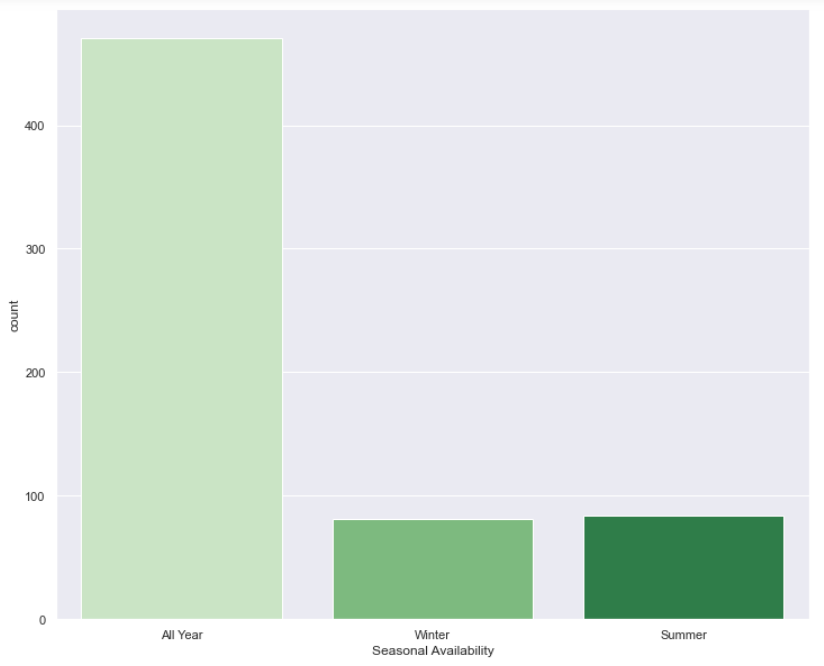 400
300
200
100
0
count
All Year
Winter
Summer
Seasonal Availability